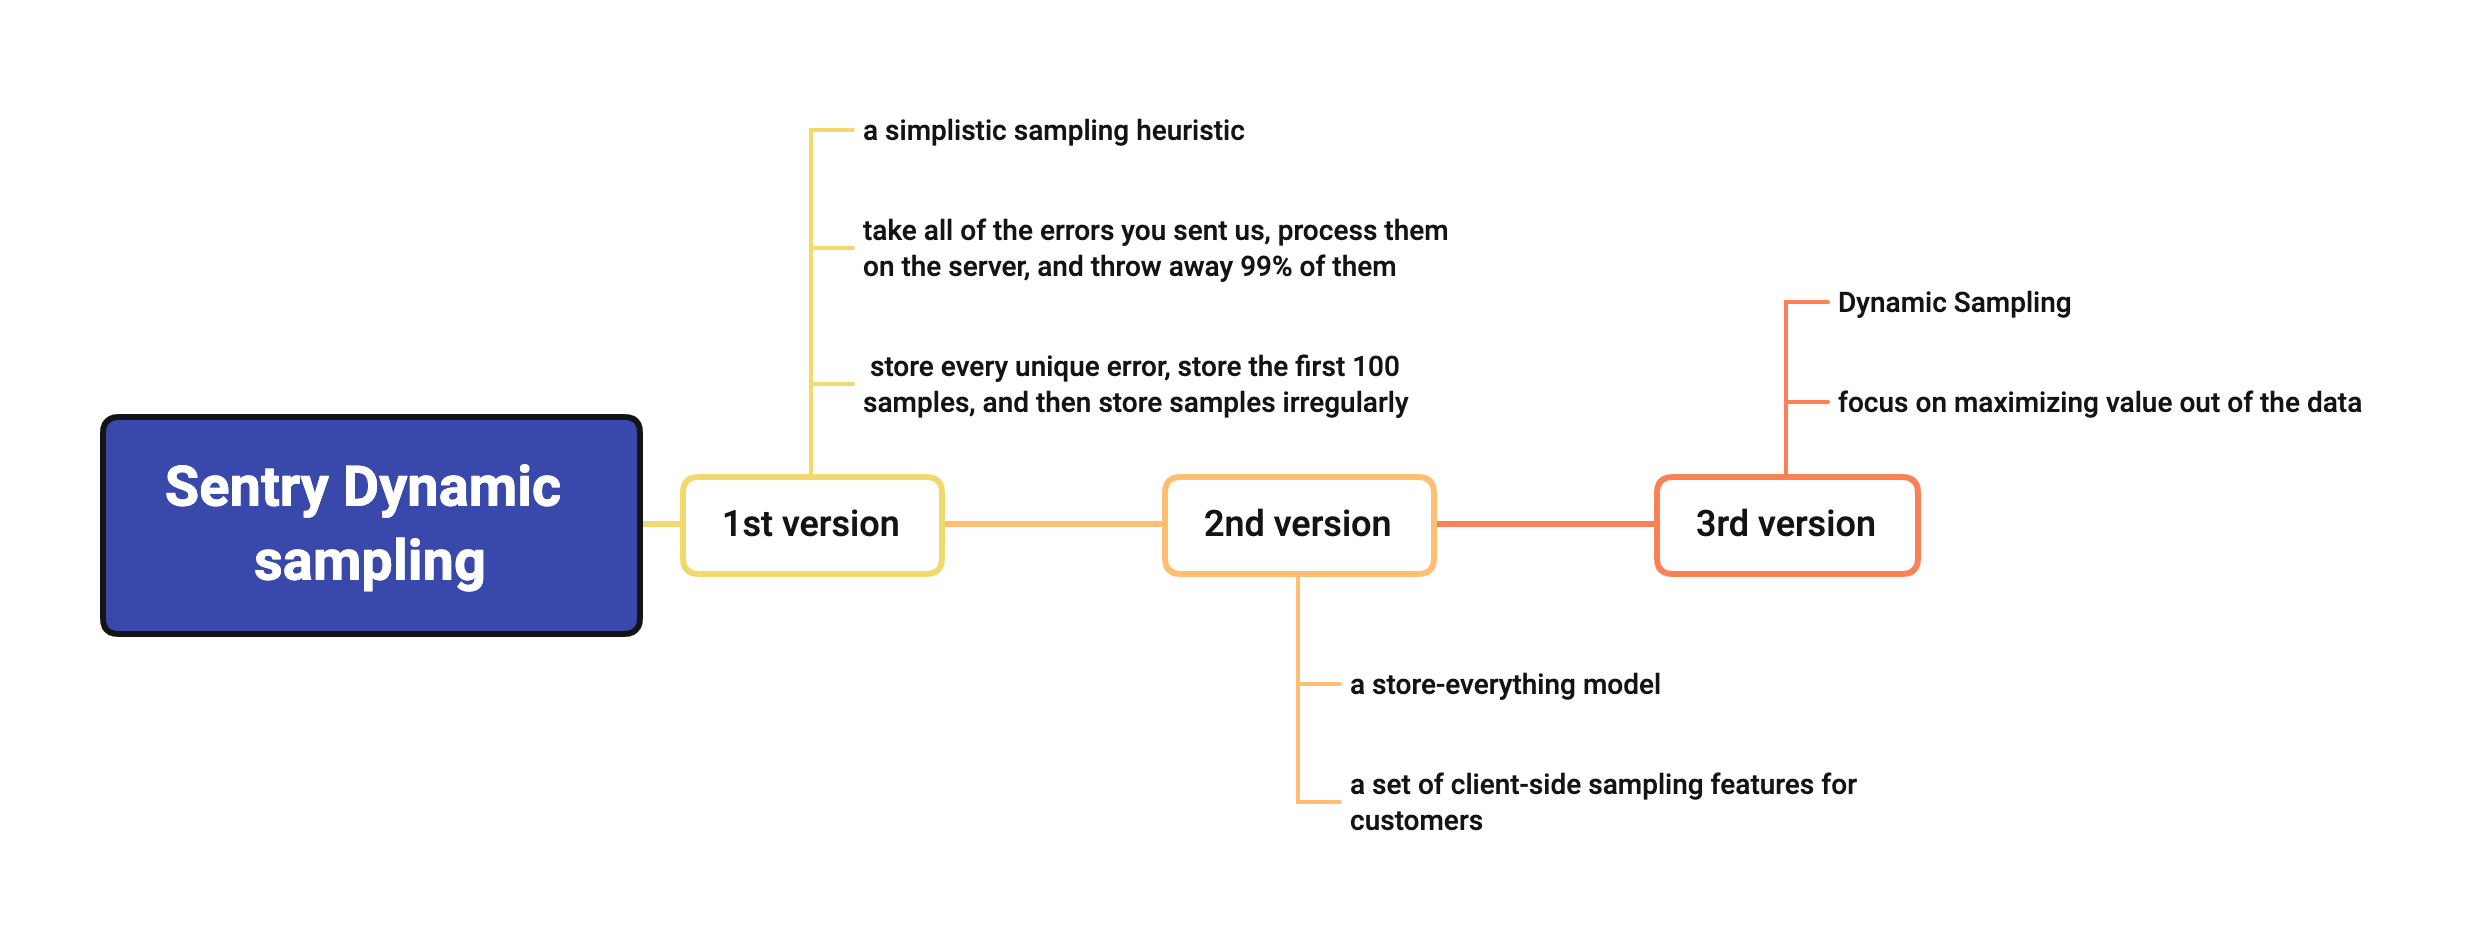 Sentry Dynamic
sampling
1st version
a simplistic sampling heuristic
take all of the errors you sent us, process them
on the server, and throw away 99% of them
store every unique error, store the first 100
samples, and then store samples irregularly
2nd version
a store-everything model
a set of client-side sampling features for
customers
3rd version
Dynamic Sampling
focus on maximizing value out of the data